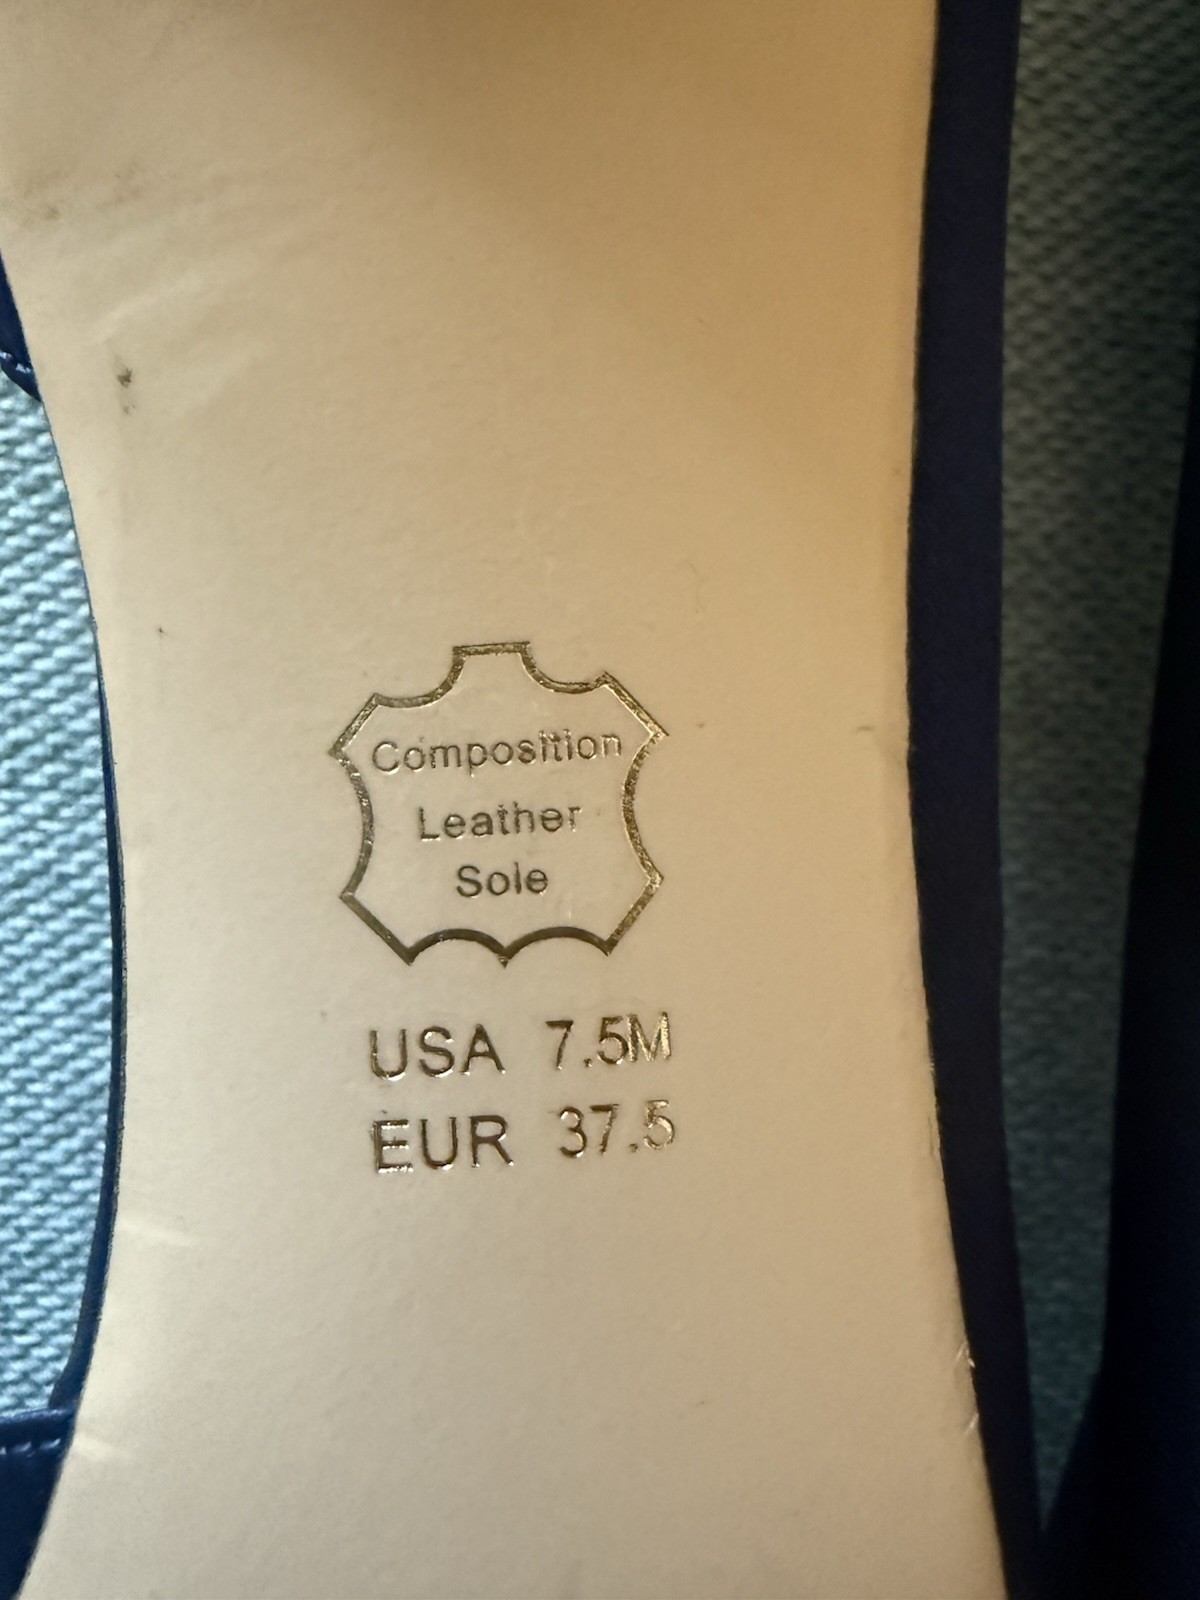 Composition
Leather
Sole
USA 7.5M
EUR 37.5